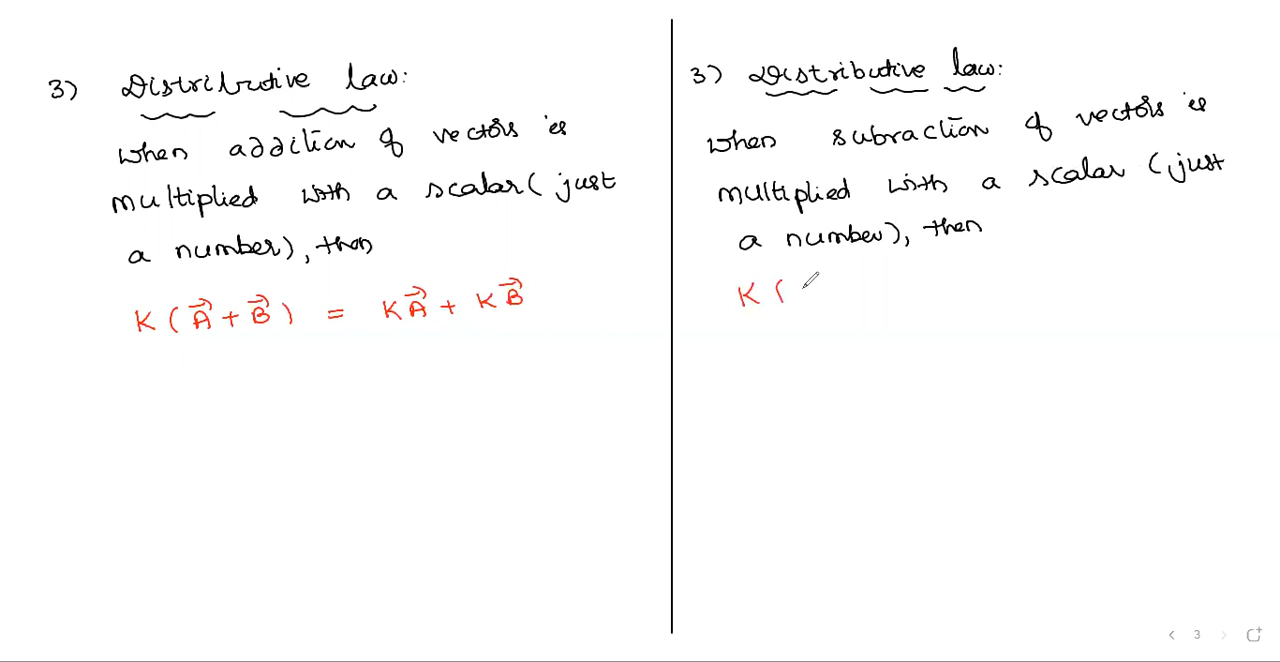 3) Distributive law:
when addition of vectors is
multiplied with a scalar (just
a number), then
K(A⃗ + B⃗) = KA⃗ + KB⃗
3) Distributive law:
when subraction of vectors is
multiplied with a scalar (just
a number), then
K (
< 3 >